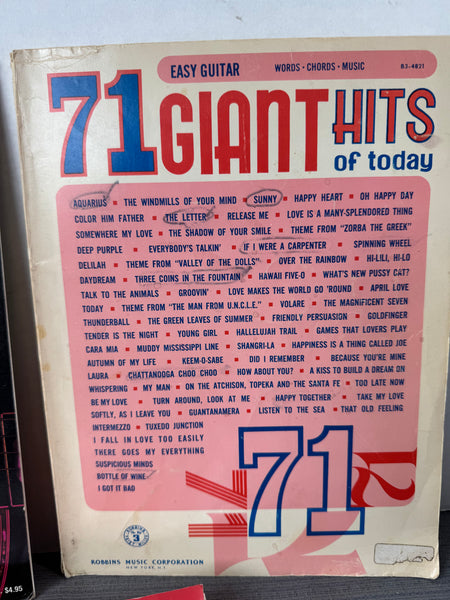 EASY GUITAR WORDS • CHORDS • MUSIC B3-4821
71 GIANT HITS
of today
AQUARIUS ▪ THE WINDMILLS OF YOUR MIND ▪ SUNNY ▪ HAPPY HEART ▪ OH HAPPY DAY
COLOR HIM FATHER ▪ THE LETTER ▪ RELEASE ME ▪ LOVE IS A MANY-SPLENDORED THING
SOMEWHERE MY LOVE ▪ THE SHADOW OF YOUR SMILE ▪ THEME FROM "ZORBA THE GREEK"
DEEP PURPLE ▪ EVERYBODY'S TALKIN' ▪ IF I WERE A CARPENTER ▪ SPINNING WHEEL
DELILAH ▪ THEME FROM "VALLEY OF THE DOLLS" ▪ OVER THE RAINBOW ▪ HI-LILI, HI-LO
DAYDREAM ▪ THREE COINS IN THE FOUNTAIN ▪ HAWAII FIVE-O ▪ WHAT'S NEW PUSSY CAT?
TALK TO THE ANIMALS ▪ GROOVIN' ▪ LOVE MAKES THE WORLD GO 'ROUND ▪ APRIL LOVE
TODAY ▪ THEME FROM "THE MAN FROM U.N.C.L.E." ▪ VOLARE ▪ THE MAGNIFICENT SEVEN
THUNDERBALL ▪ THE GREEN LEAVES OF SUMMER ▪ FRIENDLY PERSUASION ▪ GOLDFINGER
TENDER IS THE NIGHT ▪ YOUNG GIRL ▪ HALLELUJAH TRAIL ▪ GAMES THAT LOVERS PLAY
CARA MIA ▪ MUDDY MISSISSIPPI LINE ▪ SHANGRI-LA ▪ HAPPINESS IS A THING CALLED JOE
AUTUMN OF MY LIFE ▪ KEEM-O-SABE ▪ DID I REMEMBER ▪ BECAUSE YOU'RE MINE
LAURA ▪ CHATTANOOGA CHOO CHOO ▪ HOW ABOUT YOU? ▪ A KISS TO BUILD A DREAM ON
WHISPERING ▪ MY MAN ▪ ON THE ATCHISON, TOPEKA AND THE SANTA FE ▪ TOO LATE NOW
BE MY LOVE ▪ TURN AROUND, LOOK AT ME ▪ HAPPY TOGETHER ▪ TAKE MY LOVE
SOFTLY, AS I LEAVE YOU ▪ GUANTANAMERA ▪ LISTEN TO THE SEA ▪ THAT OLD FEELING
INTERMEZZO ▪ TUXEDO JUNCTION
I FALL IN LOVE TOO EASILY
THERE GOES MY EVERYTHING
SUSPICIOUS MINDS
BOTTLE OF WINE
I GOT IT BAD
71
71
ROBBINS MUSIC CORPORATION
NEW YORK, N.Y.
$4.95